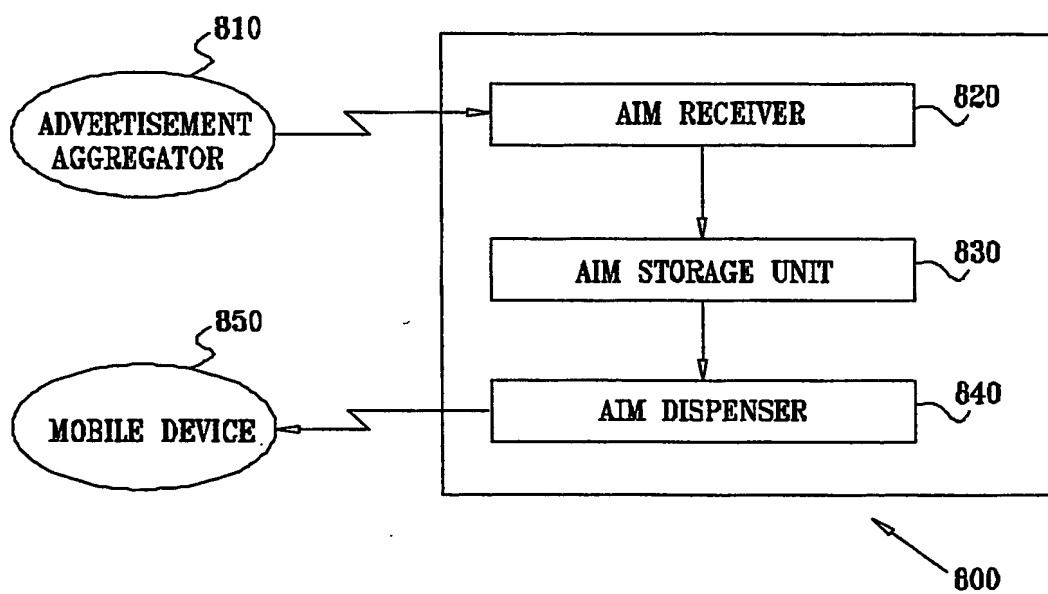 810
ADVERTISEMENT
AGGREGATOR
AIM RECEIVER
820
AIM STORAGE UNIT
830
850
MOBILE DEVICE
AIM DISPENSER
840
800